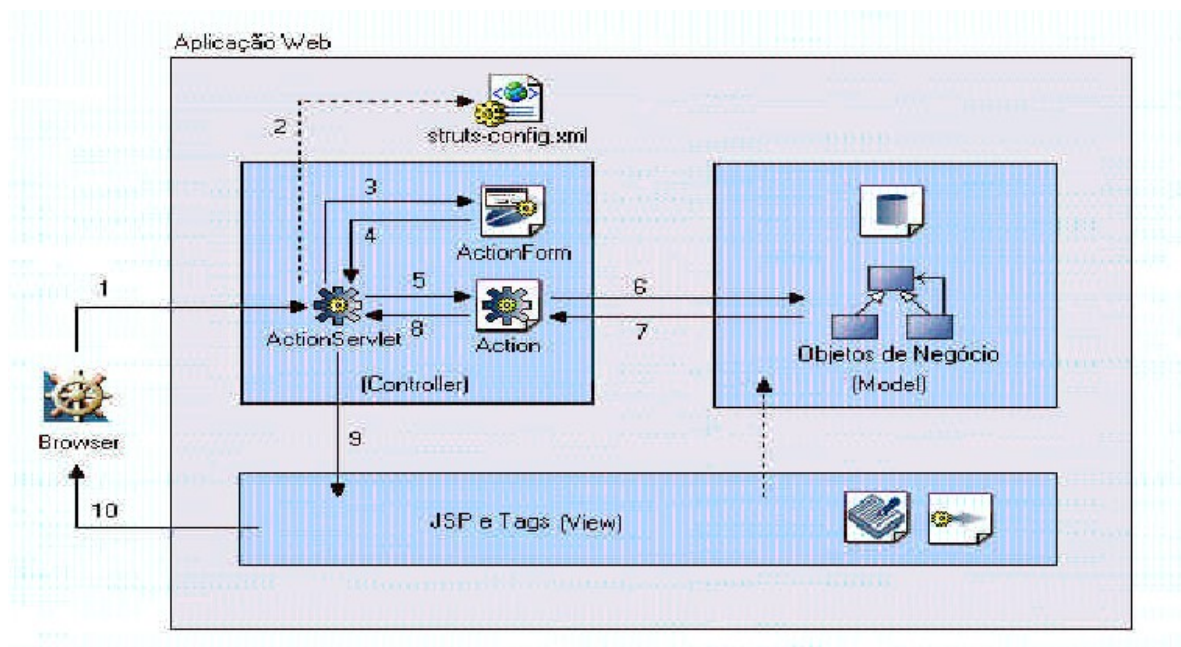 Aplicação Web
2
struts-config.xml
3
4
ActionForm
1
5
6
8
7
ActionServlet
Action
Objetos de Negócio
(Controller)
(Model)
Browser
9
10
JSP e Tags (View)